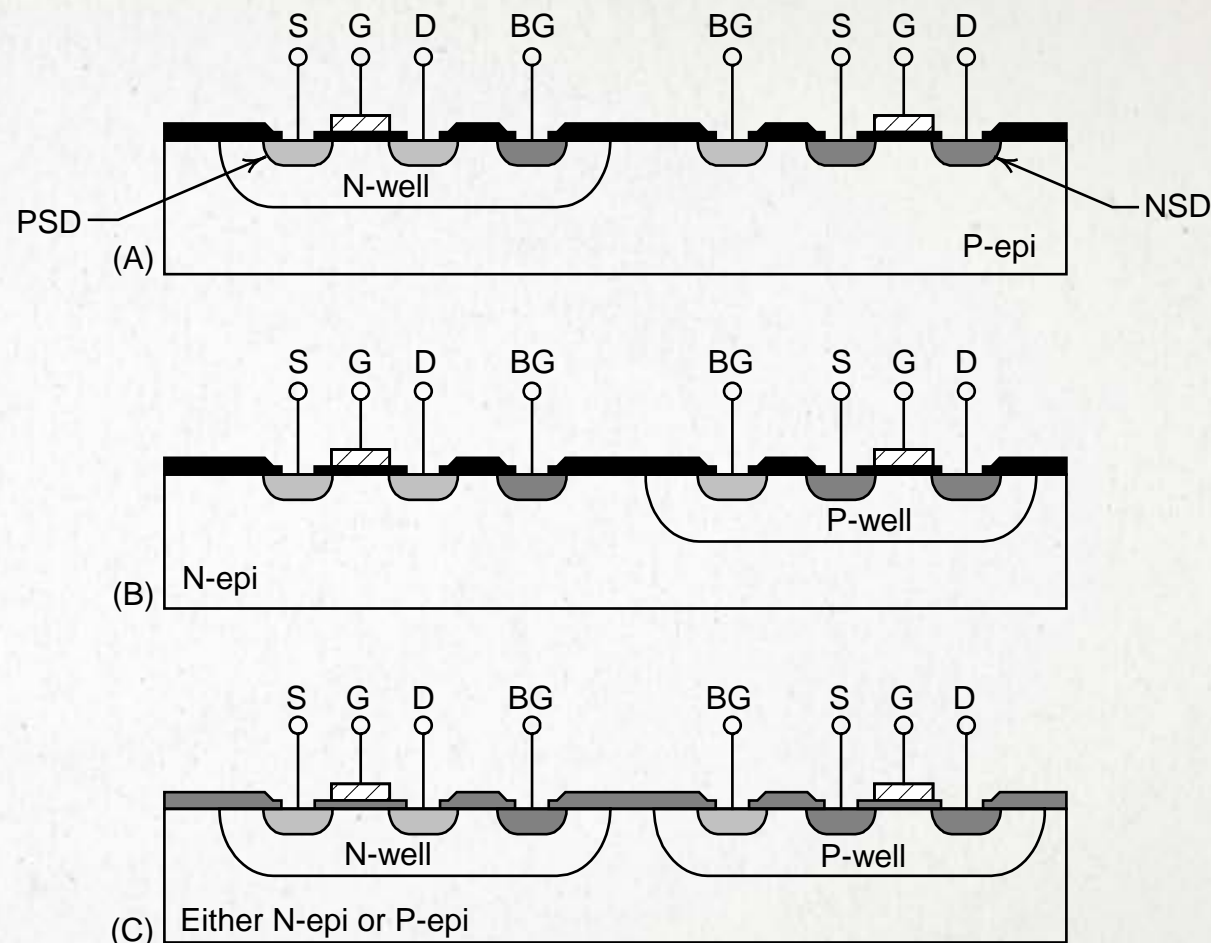 S G D BG BG S G D
N-well
PSD
NSD
P-epi
(A)
S G D BG BG S G D
P-well
N-epi
(B)
S G D BG BG S G D
N-well P-well
Either N-epi or P-epi
(C)